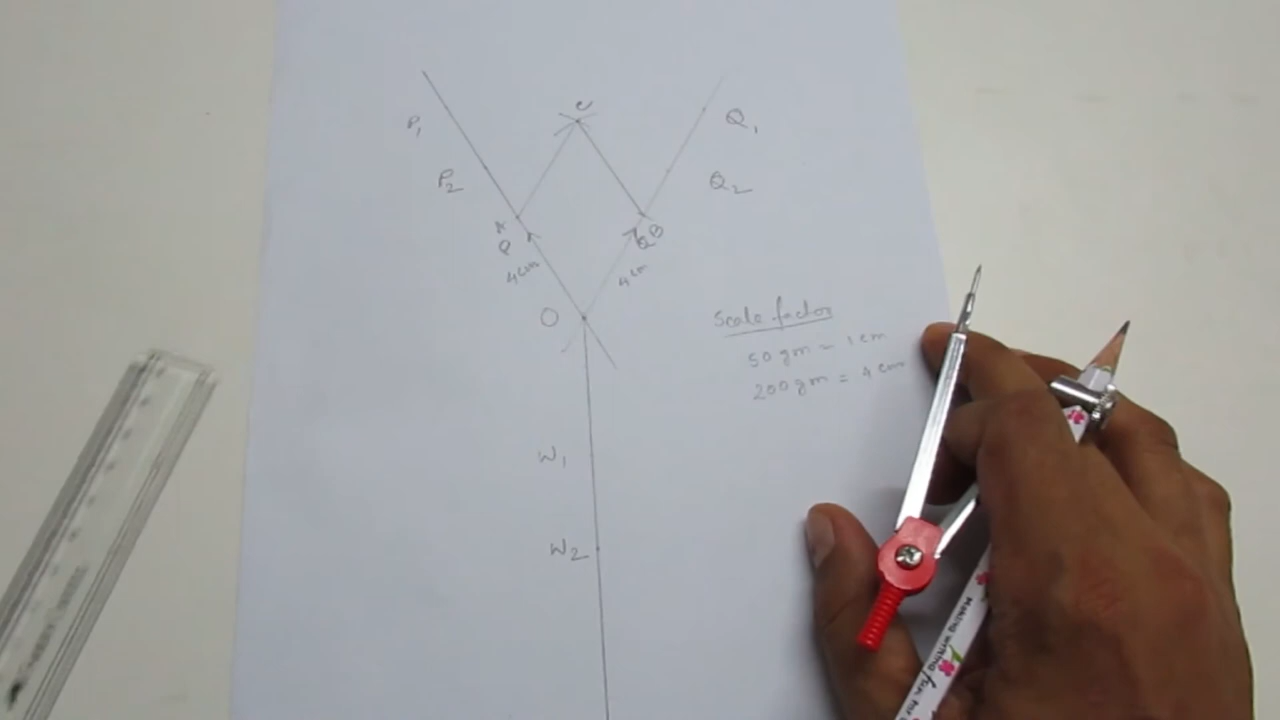 C
P₁
Q₁
P₂
Q₂
A
P
Q B
4cm
4cm
O
Scale factor
50 gm = 1 cm
200 gm = 4 cm
W₁
W₂